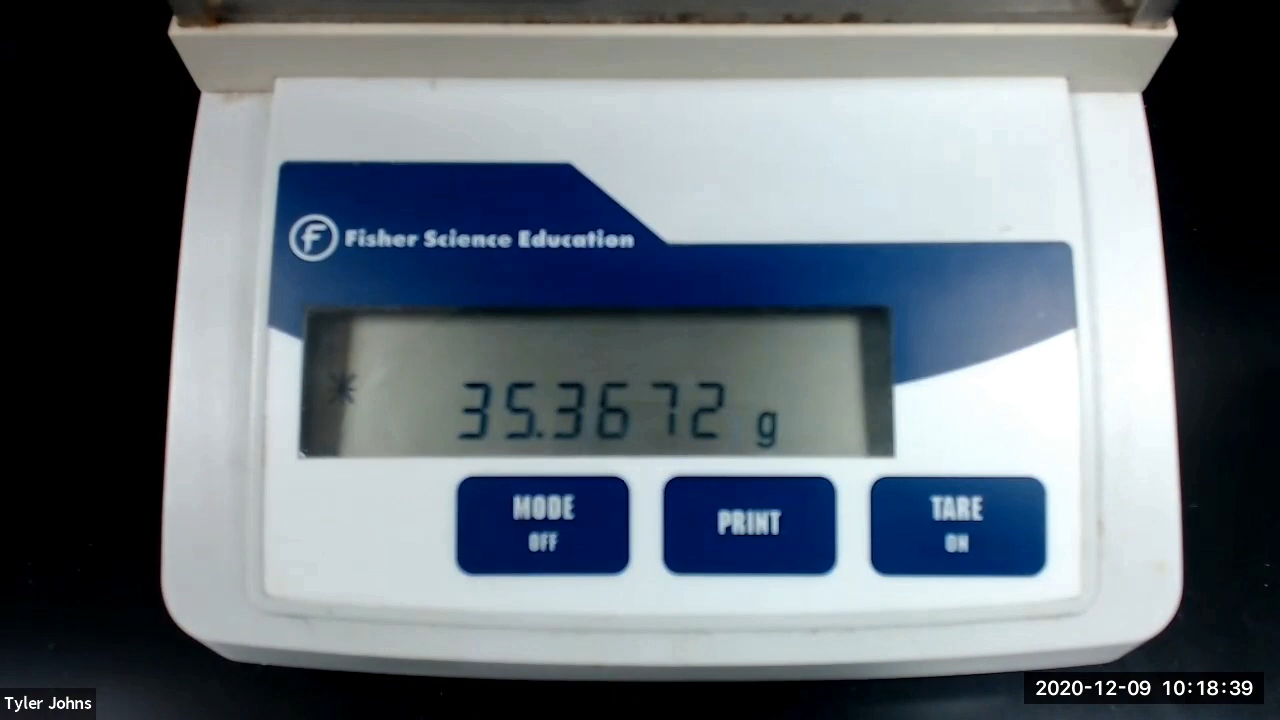 Fisher Science Education
* 35.3672 g
MODE
OFF
PRINT
TARE
ON
Tyler Johns
2020-12-09 10:18:39